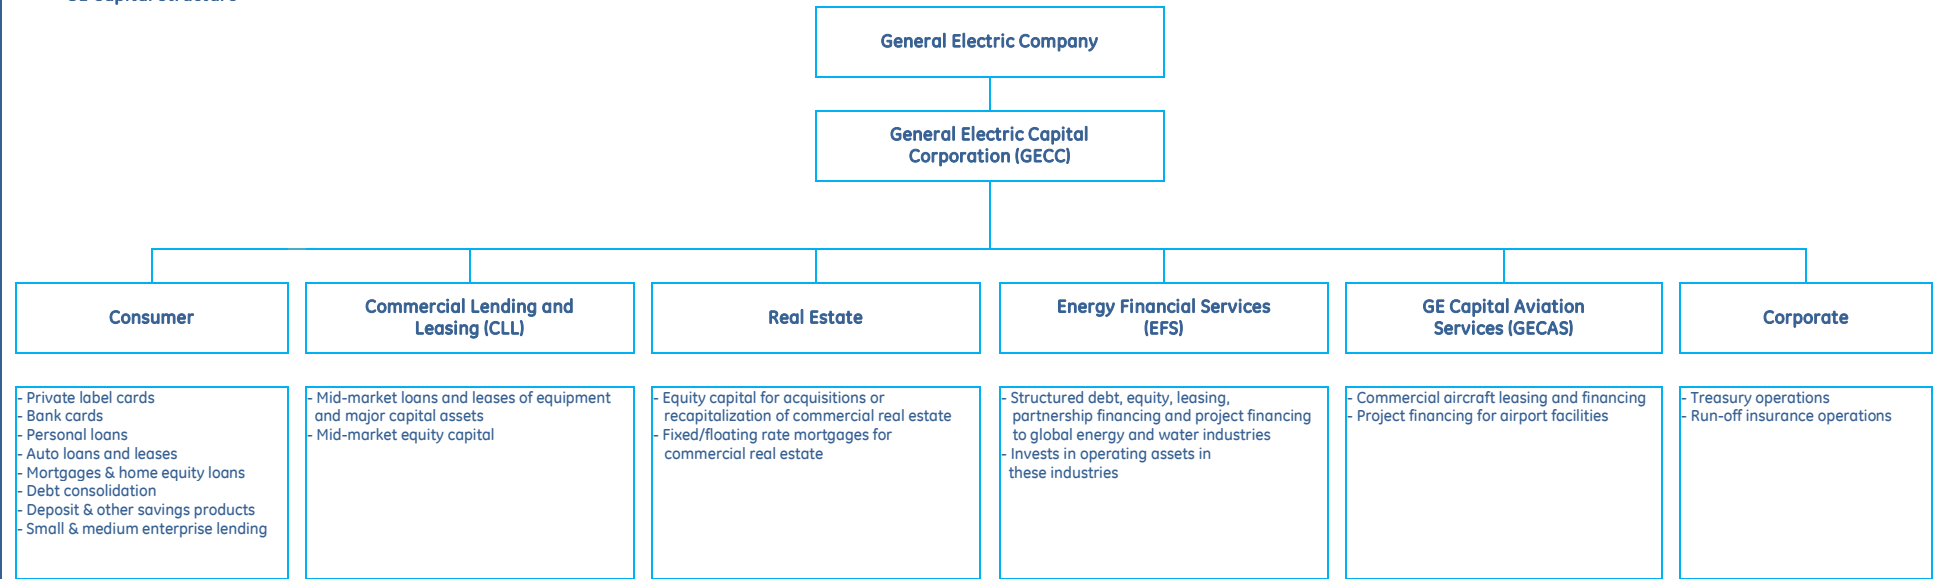 GE Capital Structure
General Electric Company
General Electric Capital
Corporation (GECC)
Consumer
Commercial Lending and
Leasing (CLL)
Real Estate
Energy Financial Services
(EFS)
GE Capital Aviation
Services (GECAS)
Corporate
- Private label cards
- Bank cards
- Personal loans
- Auto loans and leases
- Mortgages & home equity loans
- Debt consolidation
- Deposit & other savings products
- Small & medium enterprise lending
- Mid-market loans and leases of equipment
and major capital assets
- Mid-market equity capital
- Equity capital for acquisitions or
recapitalization of commercial real estate
- Fixed/floating rate mortgages for
commercial real estate
- Structured debt, equity, leasing,
partnership financing and project financing
to global energy and water industries
- Invests in operating assets in
these industries
- Commercial aircraft leasing and financing
- Project financing for airport facilities
- Treasury operations
- Run-off insurance operations